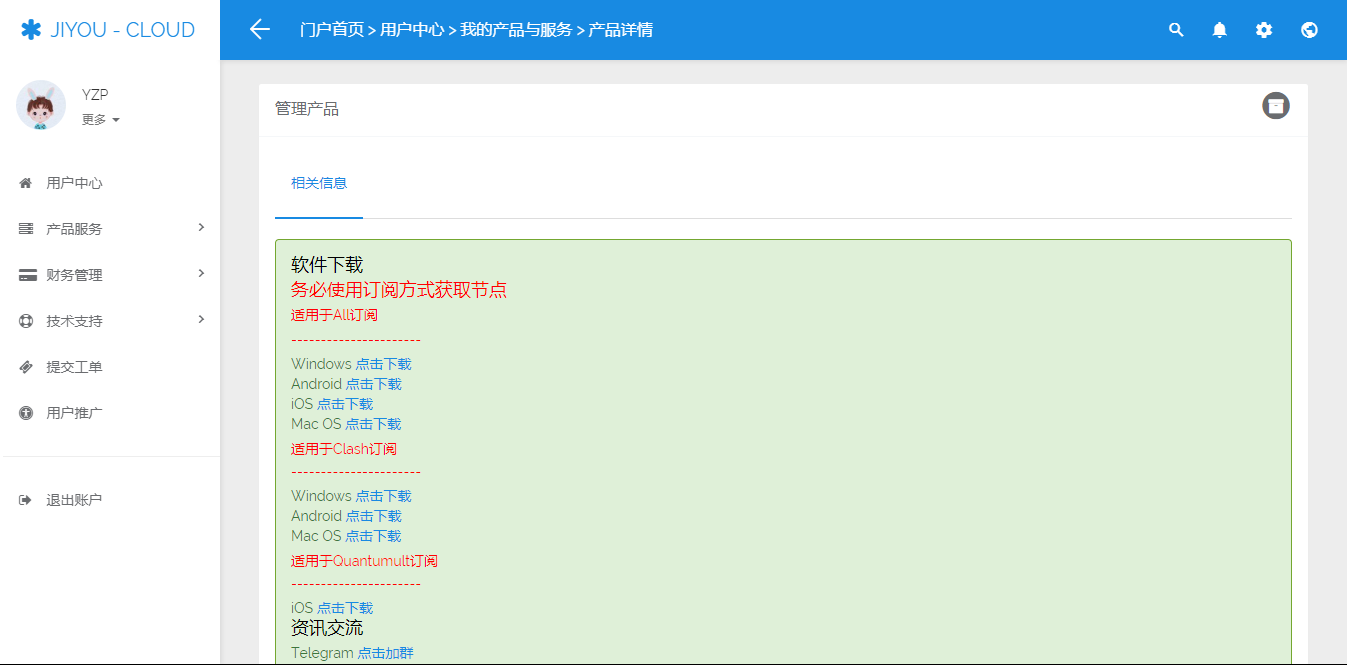 JIYOU - CLOUD
门户首页 > 用户中心 > 我的产品与服务 > 产品详情
YZP
更多
用户中心
产品服务
财务管理
技术支持
提交工单
用户推广
退出账户
管理产品
相关信息
软件下载
务必使用订阅方式获取节点
适用于All订阅
----------------------
Windows 点击下载
Android 点击下载
iOS 点击下载
Mac OS 点击下载
适用于Clash订阅
----------------------
Windows 点击下载
Android 点击下载
Mac OS 点击下载
适用于Quantumult订阅
----------------------
iOS 点击下载
资讯交流
Telegram 点击加群